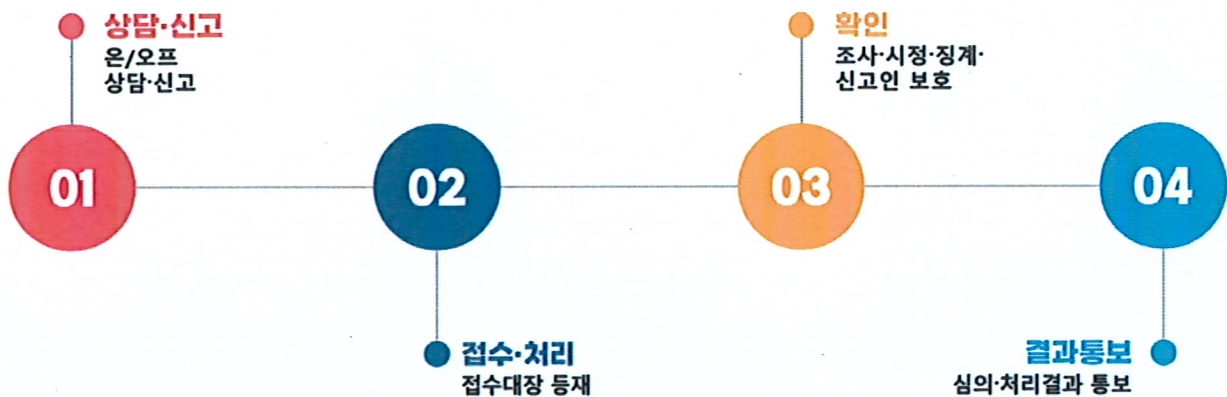 상담·신고
온/오프
상담·신고
01
02
접수·처리
접수대장 등재
확인
조사·시정·징계·
신고인 보호
03
04
결과통보
심의·처리결과 통보